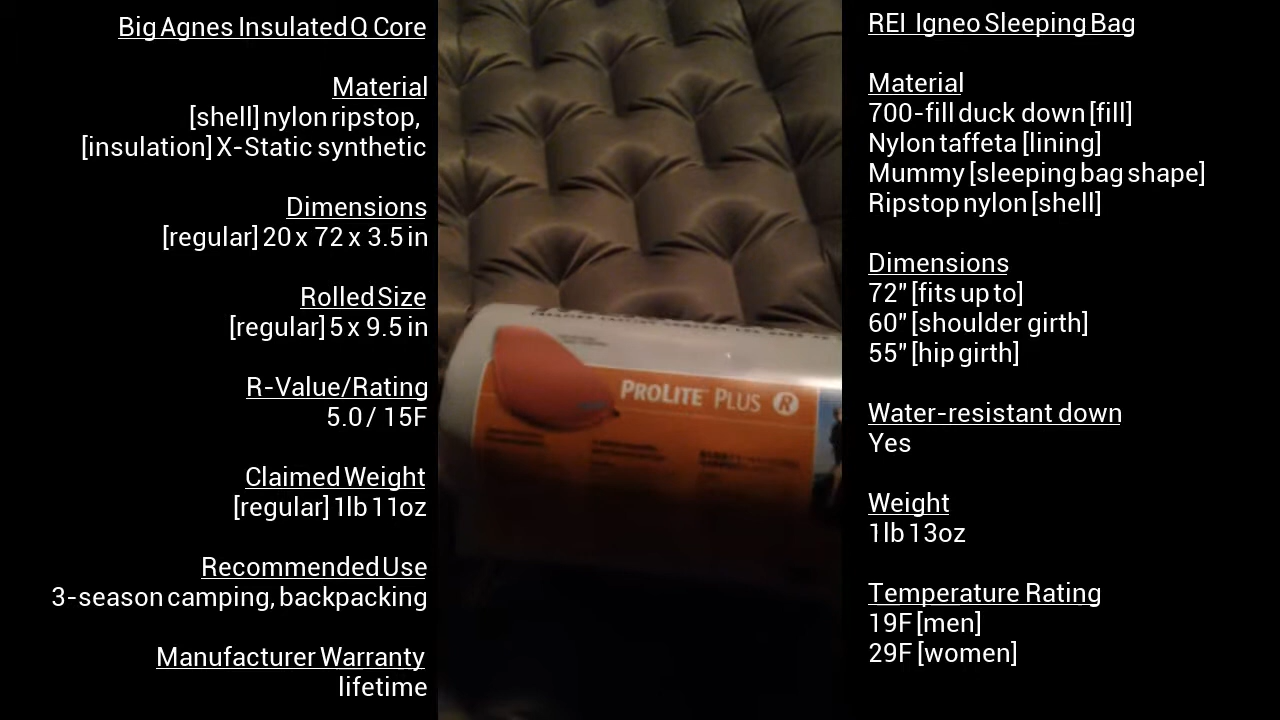 Big Agnes Insulated Q Core
Material
[shell] nylon ripstop,
[insulation] X-Static synthetic
Dimensions
[regular] 20 x 72 x 3.5 in
Rolled Size
[regular] 5 x 9.5 in
R-Value/Rating
5.0 / 15F
Claimed Weight
[regular] 1lb 11oz
Recommended Use
3-season camping, backpacking
Manufacturer Warranty
lifetime
PROLITE PLUS R
REI Igneo Sleeping Bag
Material
700-fill duck down [fill]
Nylon taffeta [lining]
Mummy [sleeping bag shape]
Ripstop nylon [shell]
Dimensions
72" [fits up to]
60" [shoulder girth]
55" [hip girth]
Water-resistant down
Yes
Weight
1lb 13oz
Temperature Rating
19F [men]
29F [women]